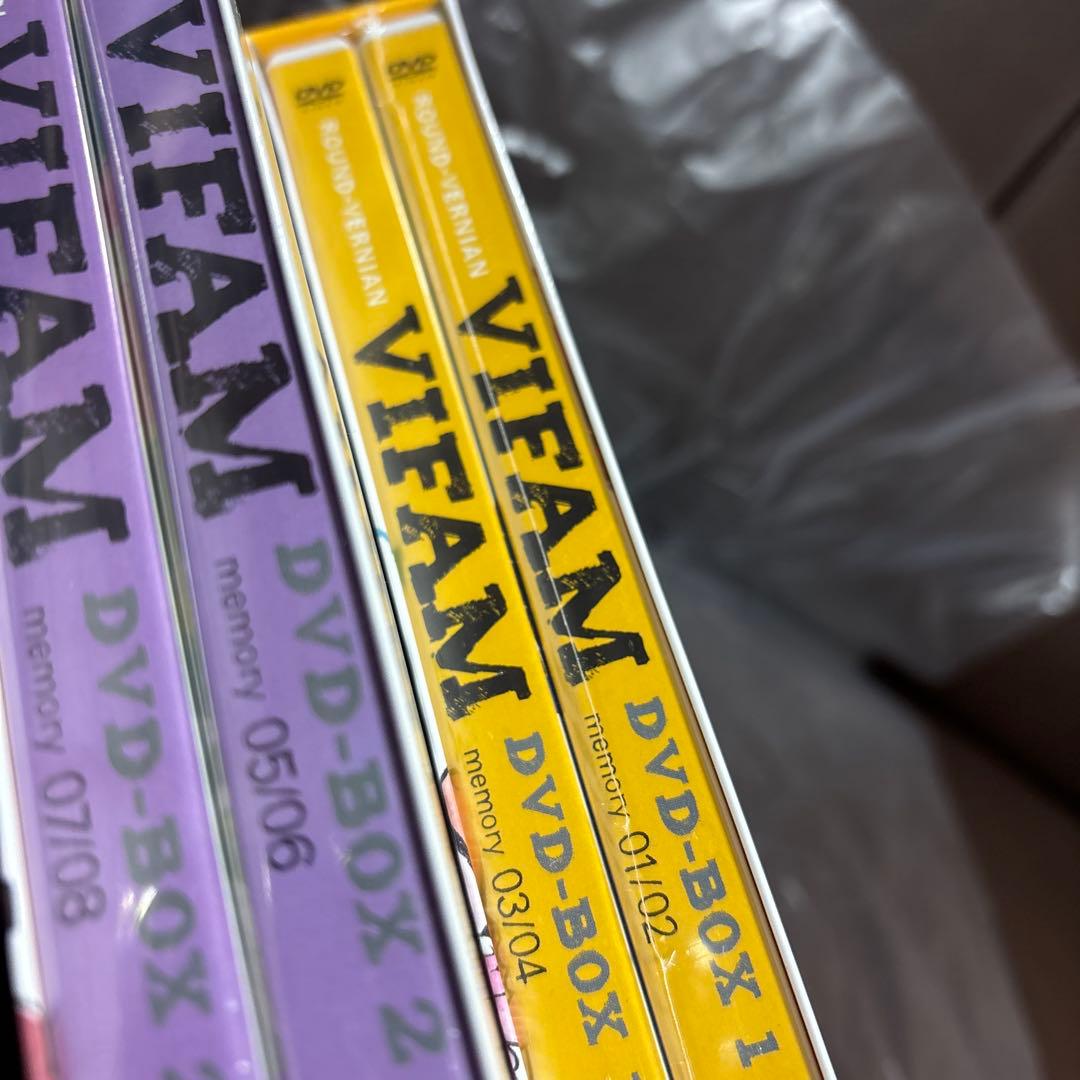 VIFAM
DVD-BOX
memory 07/08
VIFAM
DVD-BOX 2
memory 05/06
DVD
ROUND-VERNIAN
VIFAM
DVD-BOX
memory 03/04
DVD
ROUND-VERNIAN
VIFAM
DVD-BOX 1
memory 01/02